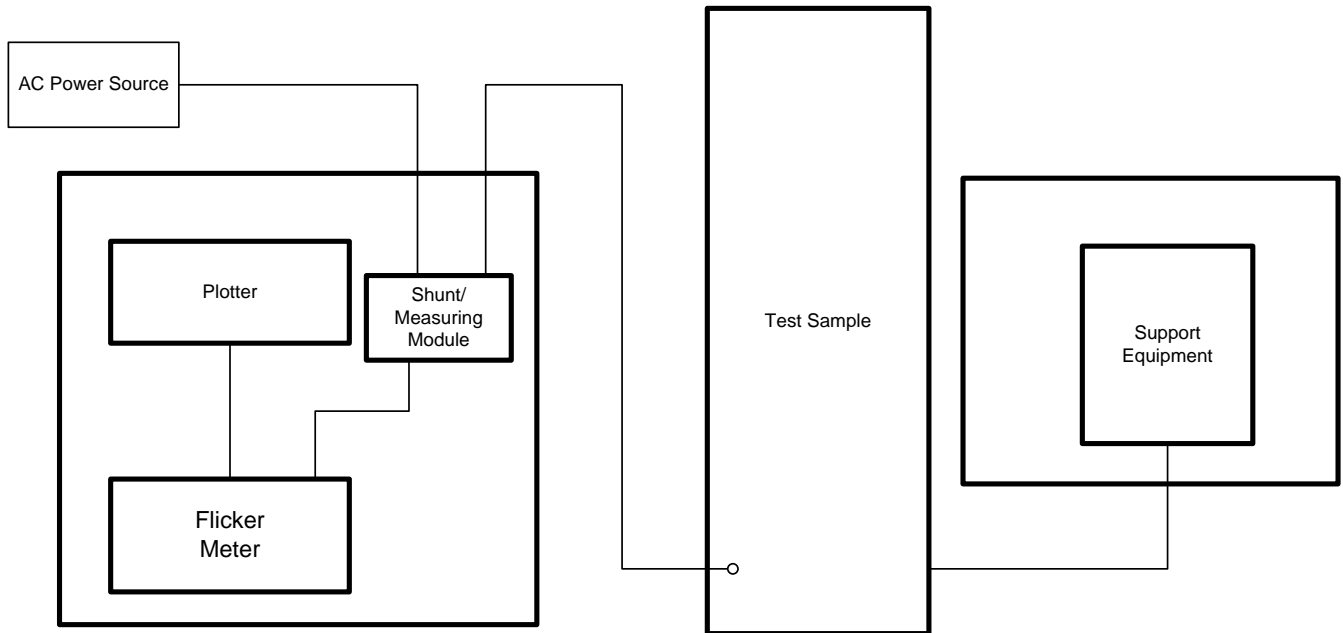 AC Power Source
Plotter
Shunt/
Measuring
Module
Flicker
Meter
Test Sample
Support
Equipment